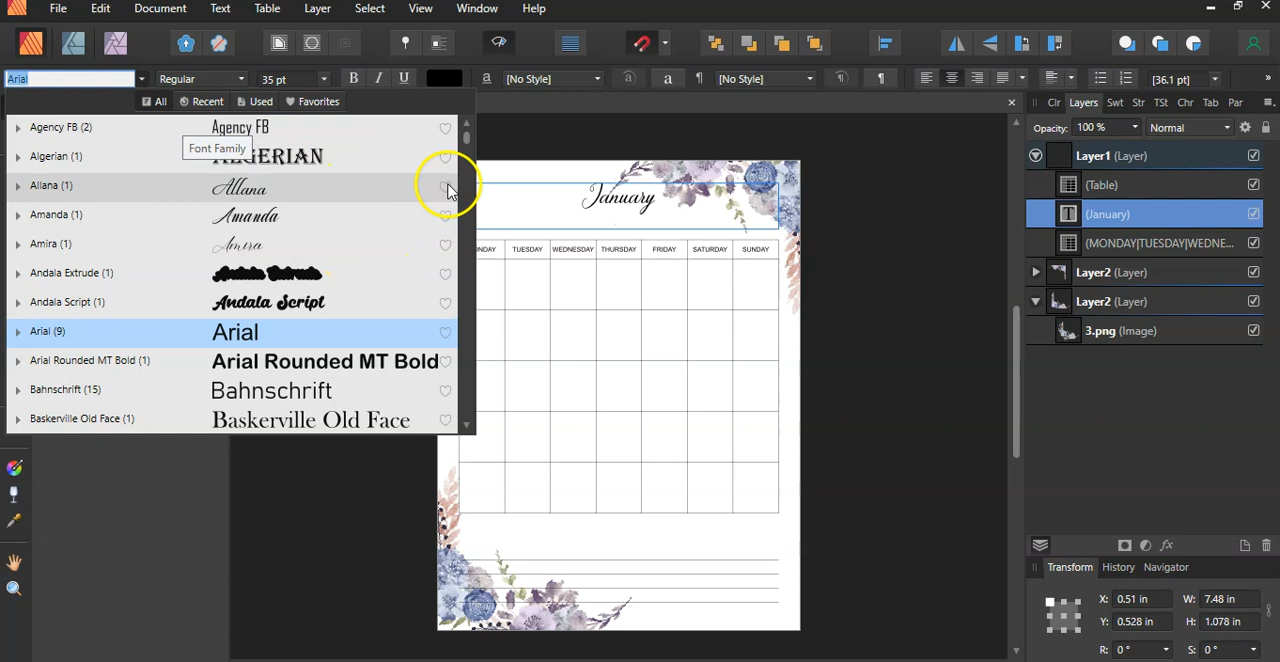 File Edit Document Text Table Layer Select View Window Help
Arial Regular 35 pt B I U a [No Style] a a ¶ [No Style] ¶ ¶ [36.1 pt] »
All Recent Used Favorites
Agency FB (2) Agency FB
Font Family
Algerian (1) ALGERIAN
Allana (1) Allana
Amanda (1) Amanda
Amira (1) Amira
Andala Extrude (1) Andala Extrude
Andala Script (1) Andala Script
Arial (9) Arial
Arial Rounded MT Bold (1) Arial Rounded MT Bold
Bahnschrift (15) Bahnschrift
Baskerville Old Face (1) Baskerville Old Face
January
ONDAY TUESDAY WEDNESDAY THURSDAY FRIDAY SATURDAY SUNDAY
Clr Layers Swt Str TSt Chr Tab Par
Opacity: 100 % Normal
Layer1 (Layer)
(Table)
(January)
(MONDAY|TUESDAY|WEDNE...
Layer2 (Layer)
Layer2 (Layer)
3.png (Image)
fx
Transform History Navigator
X: 0.51 in W: 7.48 in
Y: 0.528 in H: 1.078 in
R: 0 ° S: 0 °